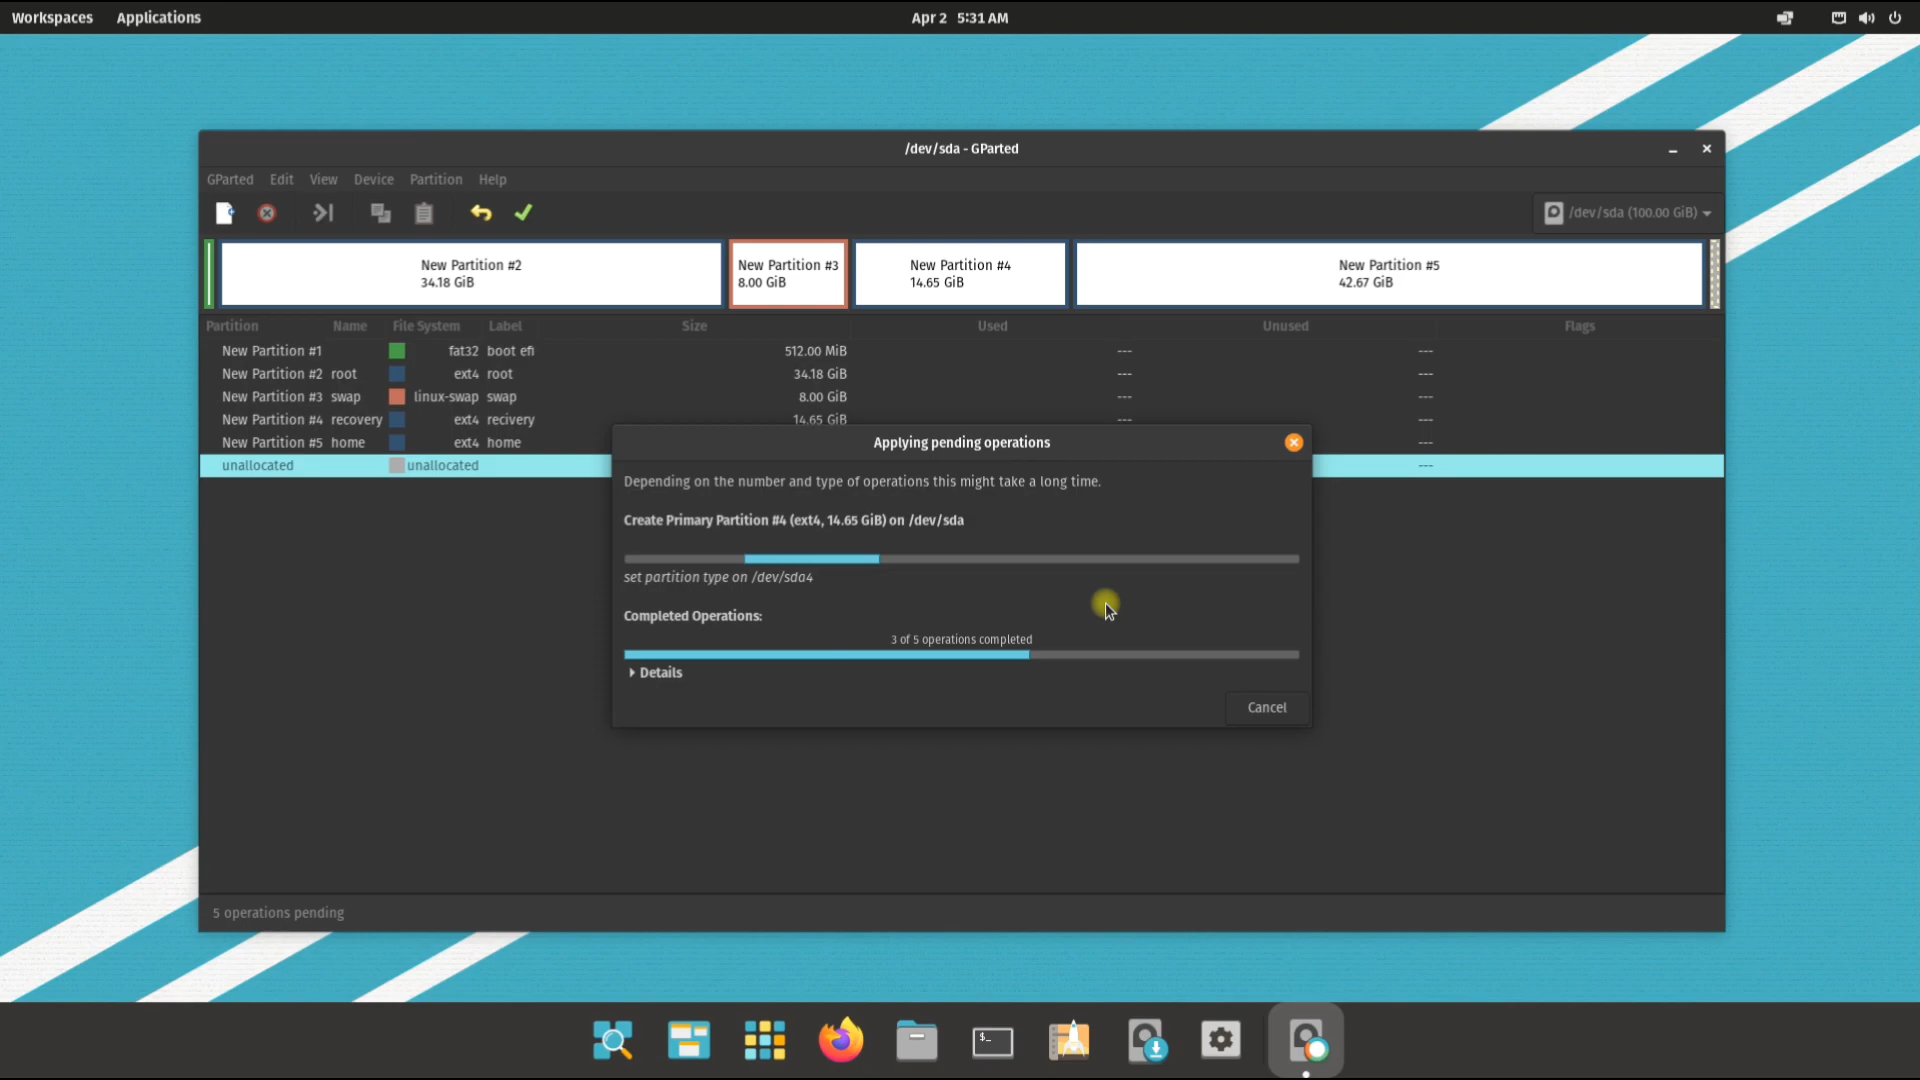 Workspaces Applications Apr 2 5:31 AM
/dev/sda - GParted
GParted Edit View Device Partition Help
/dev/sda (100.00 GiB)
New Partition #2
34.18 GiB
New Partition #3
8.00 GiB
New Partition #4
14.65 GiB
New Partition #5
42.67 GiB
Partition Name File System Label Size Used Unused Flags
New Partition #1 fat32 boot efi 512.00 MiB --- ---
New Partition #2 root ext4 root 34.18 GiB --- ---
New Partition #3 swap linux-swap swap 8.00 GiB --- ---
New Partition #4 recovery ext4 recivery 14.65 GiB --- ---
New Partition #5 home ext4 home ---
unallocated unallocated ---
Applying pending operations
Depending on the number and type of operations this might take a long time.
Create Primary Partition #4 (ext4, 14.65 GiB) on /dev/sda
set partition type on /dev/sda4
Completed Operations:
3 of 5 operations completed
Details
Cancel
5 operations pending
$_